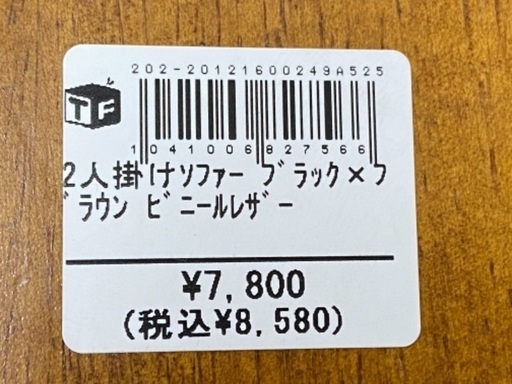 202-20121600249A525
TF
1041006827566
2人掛けソファー ブラック×ブ
ラウン ビニールレザー
¥7,800
(税込¥8,580)